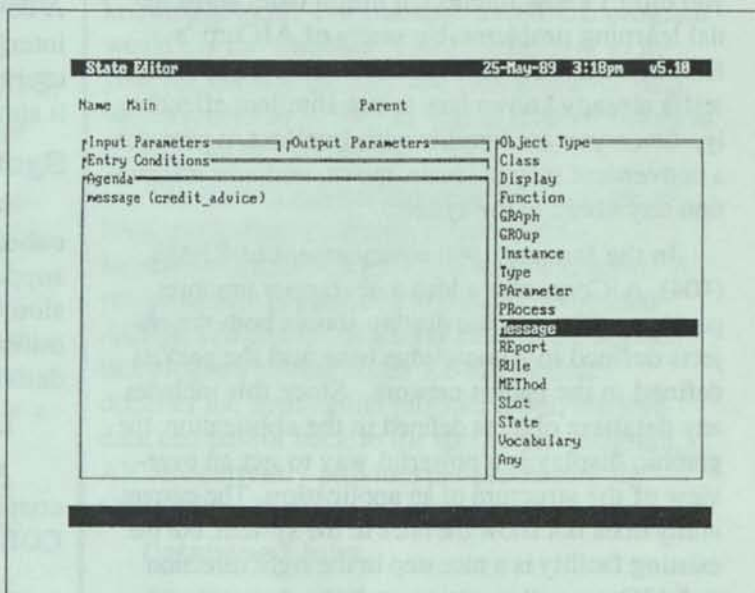 State Editor 25-May-89 3:18pm v5.18
Name Main Parent
Input Parameters Output Parameters Object Type
Entry Conditions Class
Agenda Display
message (credit_advice) Function
GRAph
GROup
Instance
Type
PArameter
PRocess
Message
REport
RUle
METhod
SLot
STate
Vocabulary
Any